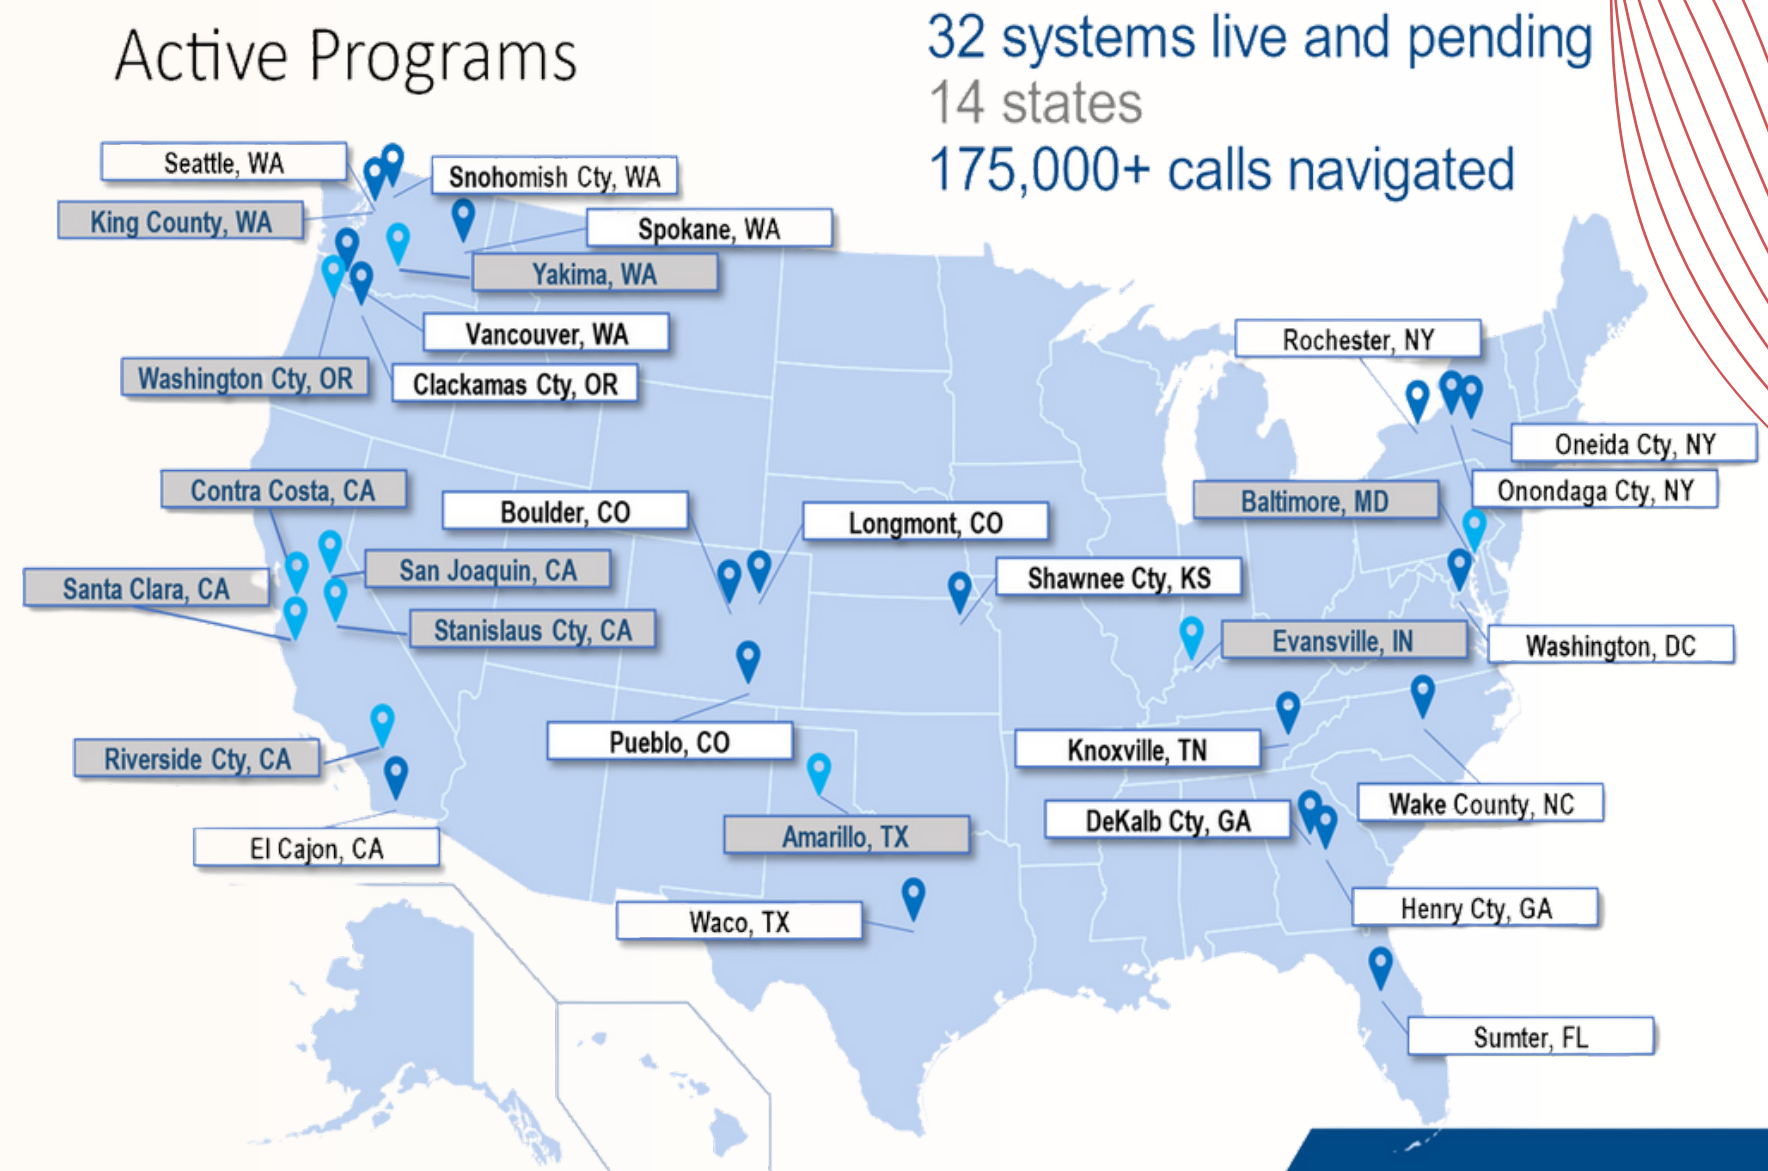 Active Programs
32 systems live and pending
14 states
175,000+ calls navigated
Seattle, WA
Snohomish Cty, WA
King County, WA
Spokane, WA
Yakima, WA
Vancouver, WA
Washington Cty, OR
Clackamas Cty, OR
Rochester, NY
Oneida Cty, NY
Onondaga Cty, NY
Baltimore, MD
Contra Costa, CA
Boulder, CO
Longmont, CO
San Joaquin, CA
Shawnee Cty, KS
Santa Clara, CA
Stanislaus Cty, CA
Evansville, IN
Washington, DC
Pueblo, CO
Knoxville, TN
Riverside Cty, CA
Wake County, NC
DeKalb Cty, GA
Amarillo, TX
El Cajon, CA
Henry Cty, GA
Waco, TX
Sumter, FL